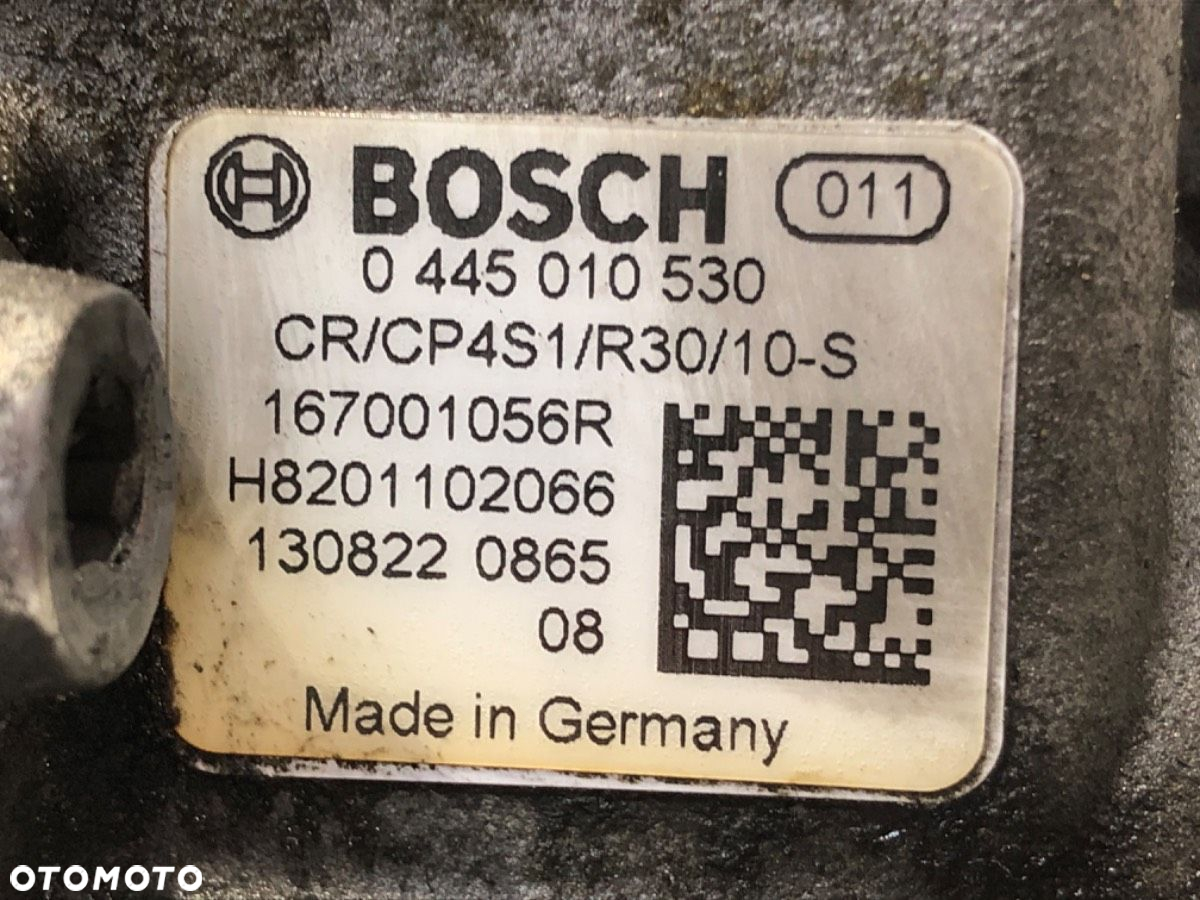 BOSCH 011
0 445 010 530
CR/CP4S1/R30/10-S
167001056R
H8201102066
130822 0865
08
Made in Germany
OTOMOTO